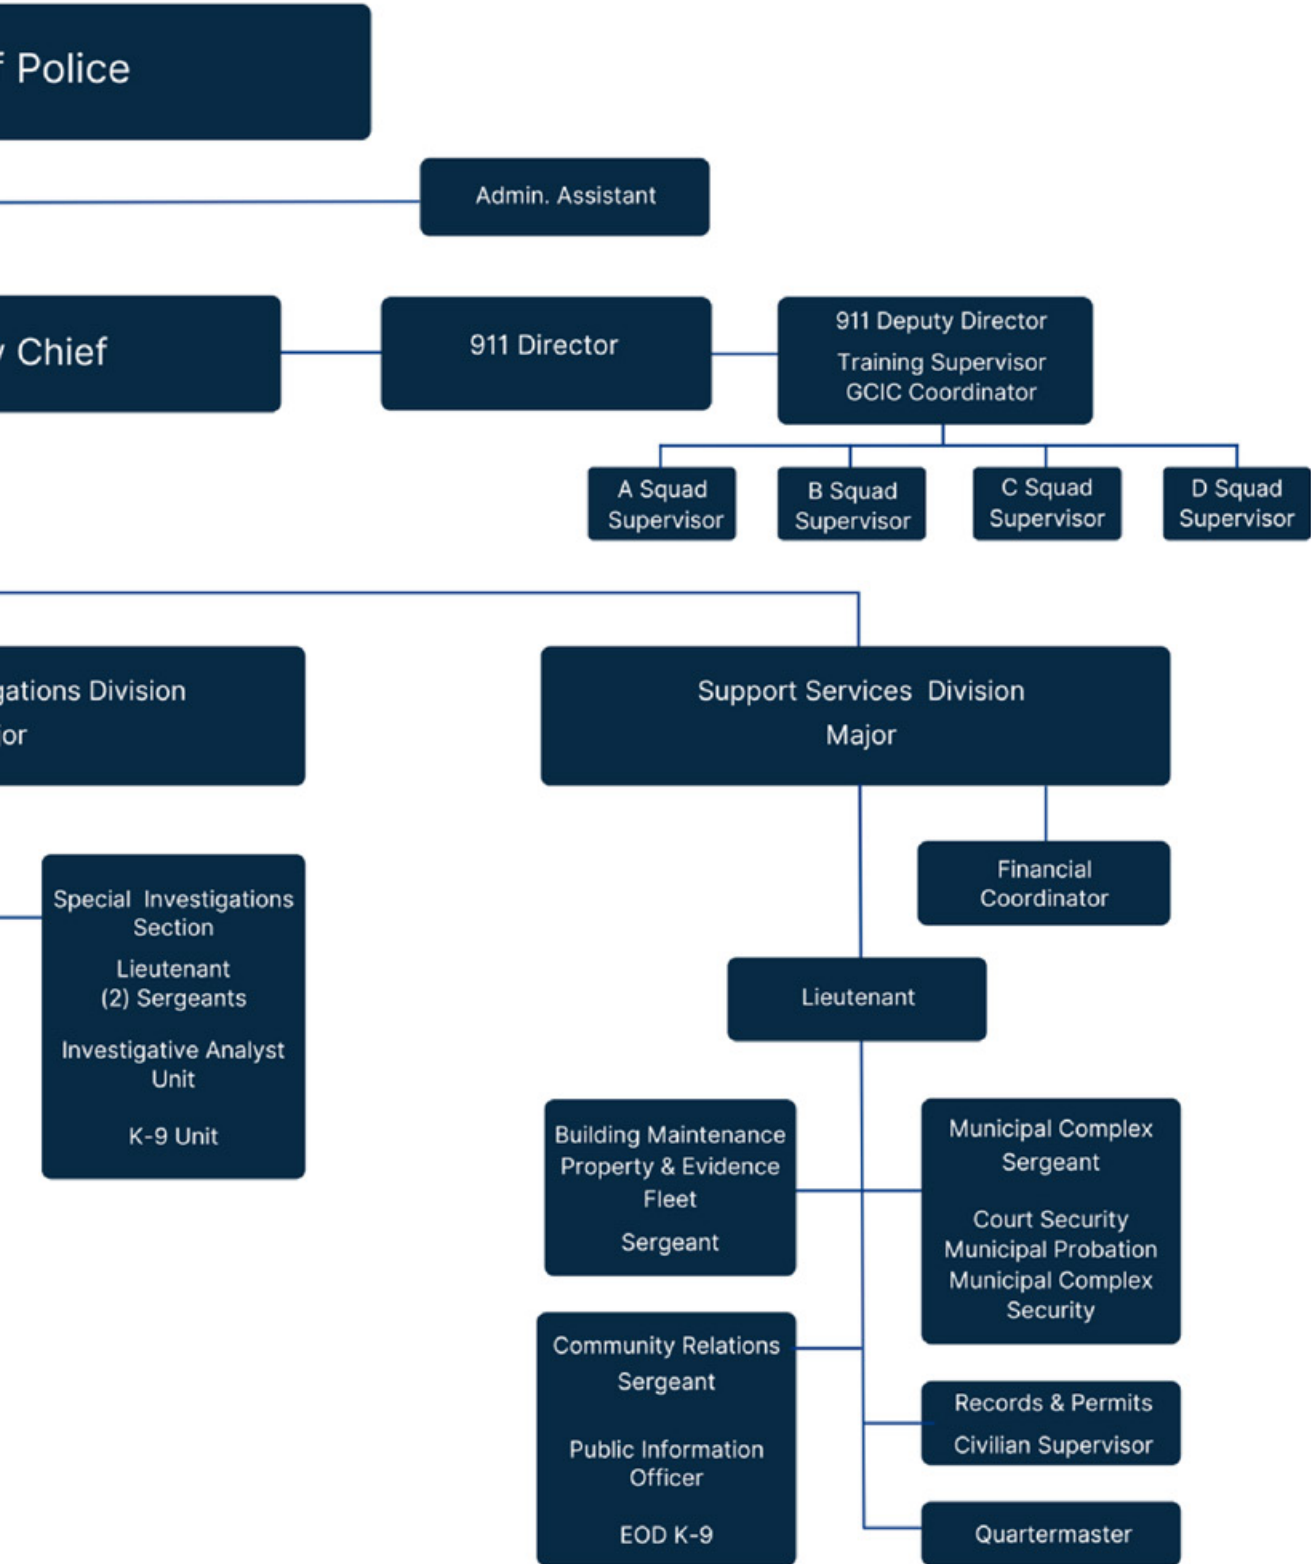 f Police
Admin. Assistant
y Chief
911 Director
911 Deputy Director
Training Supervisor
GCIC Coordinator
A Squad
Supervisor
B Squad
Supervisor
C Squad
Supervisor
D Squad
Supervisor
gations Division
jor
Support Services Division
Major
Financial
Coordinator
Special Investigations
Section
Lieutenant
(2) Sergeants
Investigative Analyst
Unit
K-9 Unit
Lieutenant
Building Maintenance
Property & Evidence
Fleet
Sergeant
Municipal Complex
Sergeant
Court Security
Municipal Probation
Municipal Complex
Security
Community Relations
Sergeant
Public Information
Officer
EOD K-9
Records & Permits
Civilian Supervisor
Quartermaster